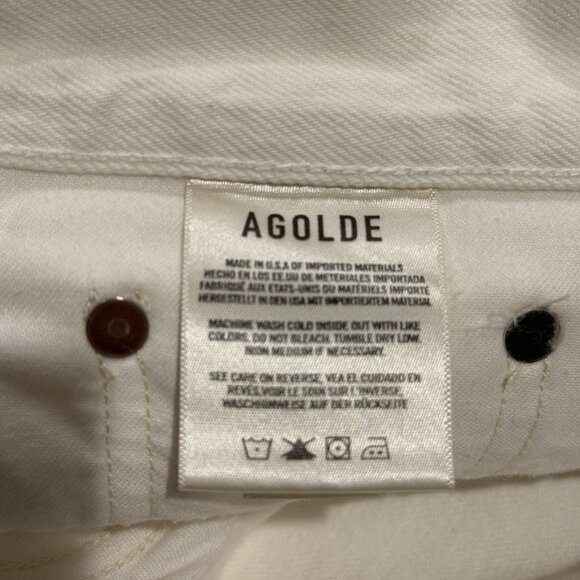 AGOLDE
MADE IN U.S.A OF IMPORTED MATERIALS
HECHO EN LOS EE.UU DE METERIALES IMPORTADA
FABRIQUÉ AUX ETATS-UNIS DU MATÉRIELS IMPORTÉ
HERGESTELLT IN DEN USA MIT IMPORTIERTEM MATERIAL
MACHINE WASH COLD INSIDE OUT WITH LIKE
COLORS. DO NOT BLEACH. TUMBLE DRY LOW.
IRON MEDIUM IF NECESSARY.
SEE CARE ON REVERSE. VEA EL CUIDADO EN
REVÉS. VOIR LE SOIN SUR L'INVERSE.
WASCHHINWEISE AUF DER RÜCKSEITE